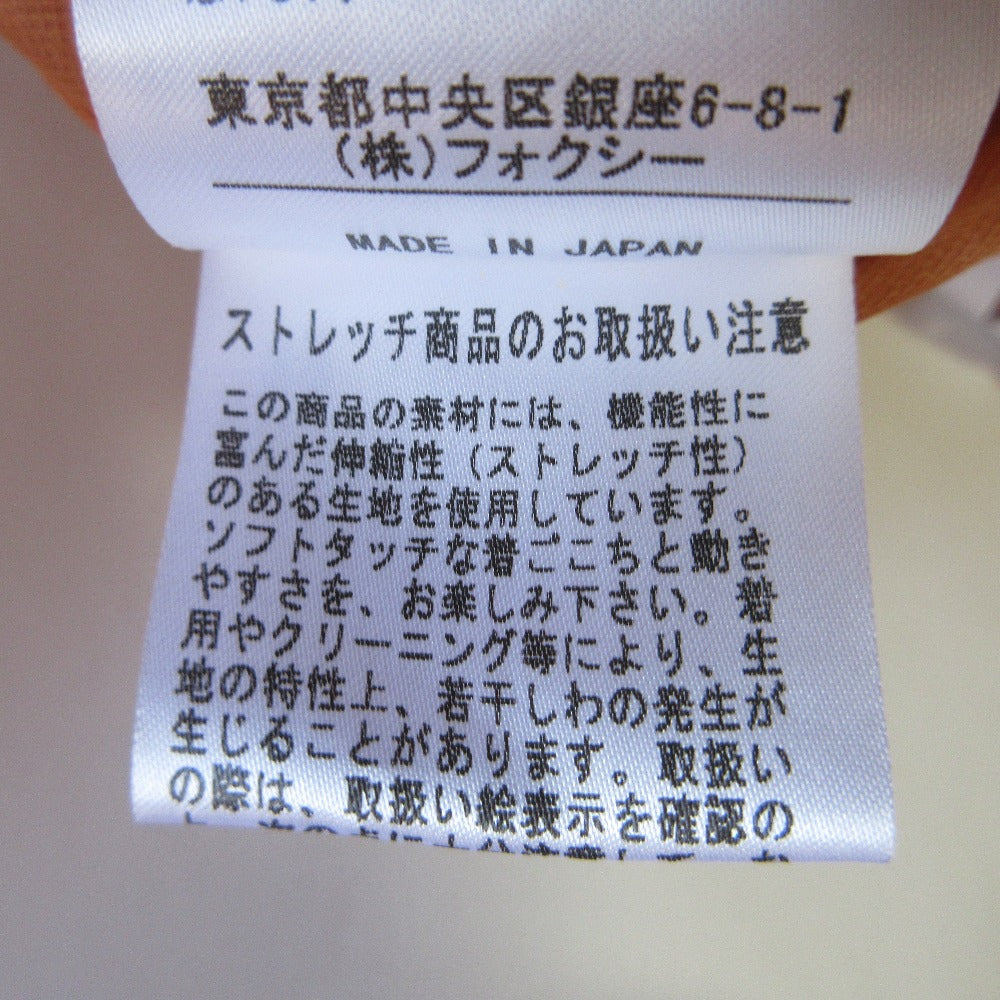 東京都中央区銀座6-8-1
(株)フォクシー
MADE IN JAPAN
ストレッチ商品のお取扱い注意
この商品の素材には、機能性に
富んだ伸縮性(ストレッチ性)
のある生地を使用しています。
ソフトタッチな着ごこちと動き
やすさを、お楽しみ下さい。着
用やクリーニング等により、生
地の特性上、若干しわの発生が
生じることがあります。取扱い
の際は、取扱い絵表示を確認の